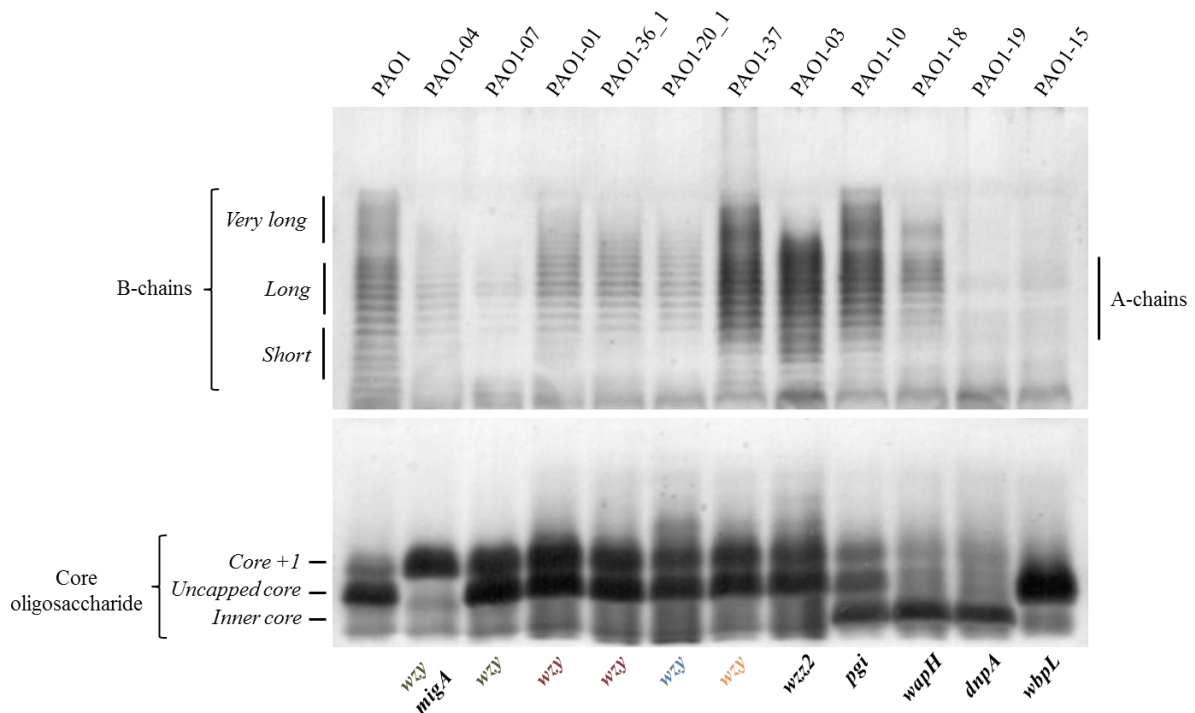 PAO1 PAO1-04 PAO1-07 PAO1-01 PAO1-36_1 PAO1-20_1 PAO1-37 PAO1-03 PAO1-10 PAO1-18 PAO1-19 PAO1-15
B-chains
Very long
Long
Short
A-chains
Core oligosaccharide
Core +1
Uncapped core
Inner core
wzy migA wzy wzy wzy wzy wzy wzz2 pgi wapH dnpA wbpL